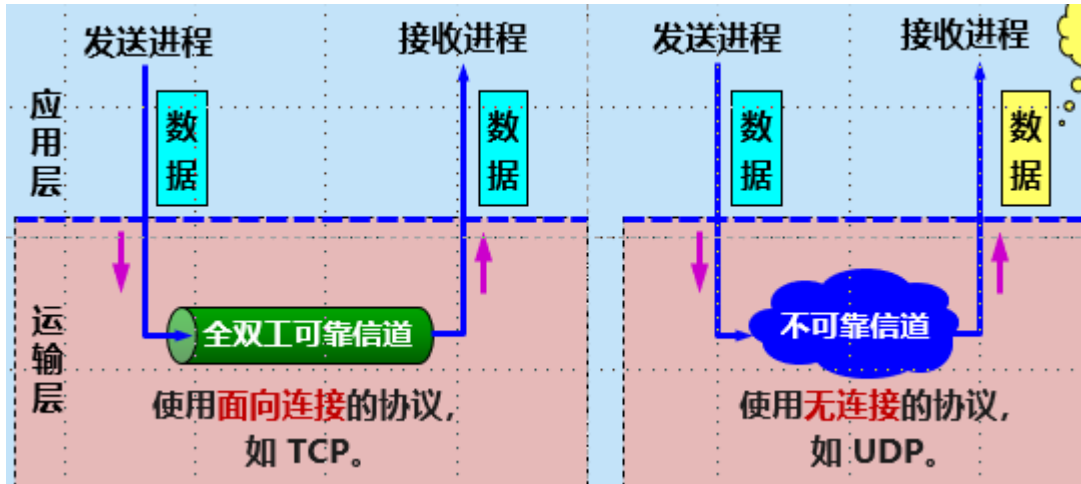 发送进程
接收进程
应用层
数据
数据
运输层
全双工可靠信道
使用面向连接的协议，
如 TCP。
发送进程
接收进程
数据
数据
不可靠信道
使用无连接的协议，
如 UDP。